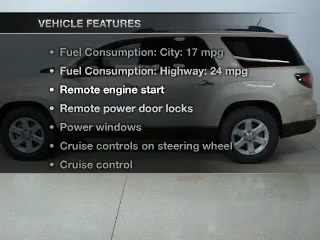 VEHICLE FEATURES
• Fuel Consumption: City: 17 mpg
• Fuel Consumption: Highway: 24 mpg
• Remote engine start
• Remote power door locks
• Power windows
• Cruise controls on steering wheel
• Cruise control